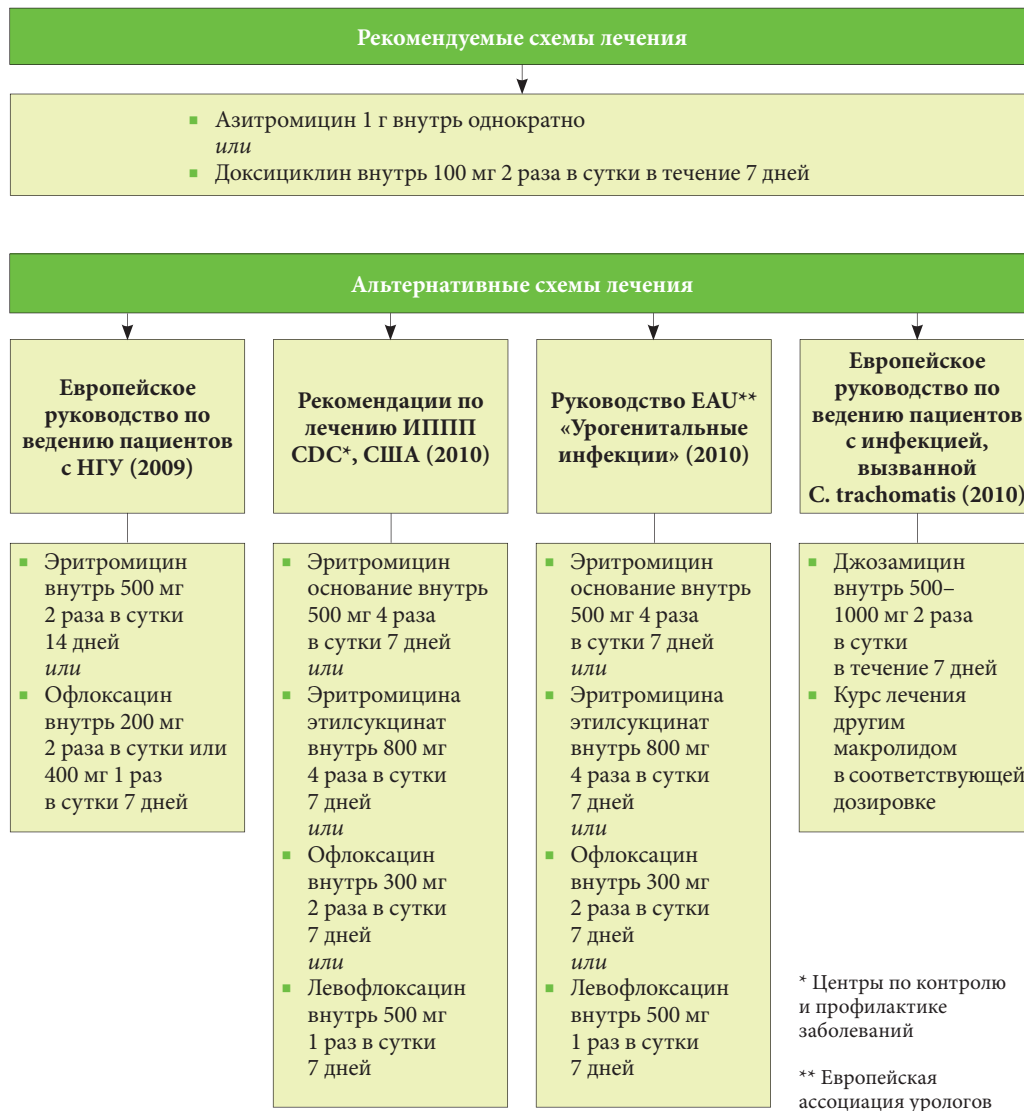 Рекомендуемые схемы лечения
▪ Азитромицин 1 г внутрь однократно
или
▪ Доксициклин внутрь 100 мг 2 раза в сутки в течение 7 дней
Альтернативные схемы лечения
Европейское
руководство по
ведению пациентов
с НГУ (2009)
▪ Эритромицин
внутрь 500 мг
2 раза в сутки
14 дней
или
▪ Офлоксацин
внутрь 200 мг
2 раза в сутки или
400 мг 1 раз
в сутки 7 дней
Рекомендации по
лечению ИППП
CDC*, США (2010)
▪ Эритромицин
основание внутрь
500 мг 4 раза
в сутки 7 дней
или
▪ Эритромицина
этилсукцинат
внутрь 800 мг
4 раза в сутки
7 дней
или
▪ Офлоксацин
внутрь 300 мг
2 раза в сутки
7 дней
или
▪ Левофлоксацин
внутрь 500 мг
1 раз в сутки
7 дней
Руководство EAU**
«Урогенитальные
инфекции» (2010)
▪ Эритромицин
основание внутрь
500 мг 4 раза
в сутки 7 дней
или
▪ Эритромицина
этилсукцинат
внутрь 800 мг
4 раза в сутки
7 дней
или
▪ Офлоксацин
внутрь 300 мг
2 раза в сутки
7 дней
или
▪ Левофлоксацин
внутрь 500 мг
1 раз в сутки
7 дней
Европейское
руководство по
ведению пациентов
с инфекцией,
вызванной
C. trachomatis (2010)
▪ Джозамицин
внутрь 500–
1000 мг 2 раза
в сутки
в течение 7 дней
▪ Курс лечения
другим
макролидом
в соответствующей
дозировке
* Центры по контролю
и профилактике
заболеваний
** Европейская
ассоциация урологов